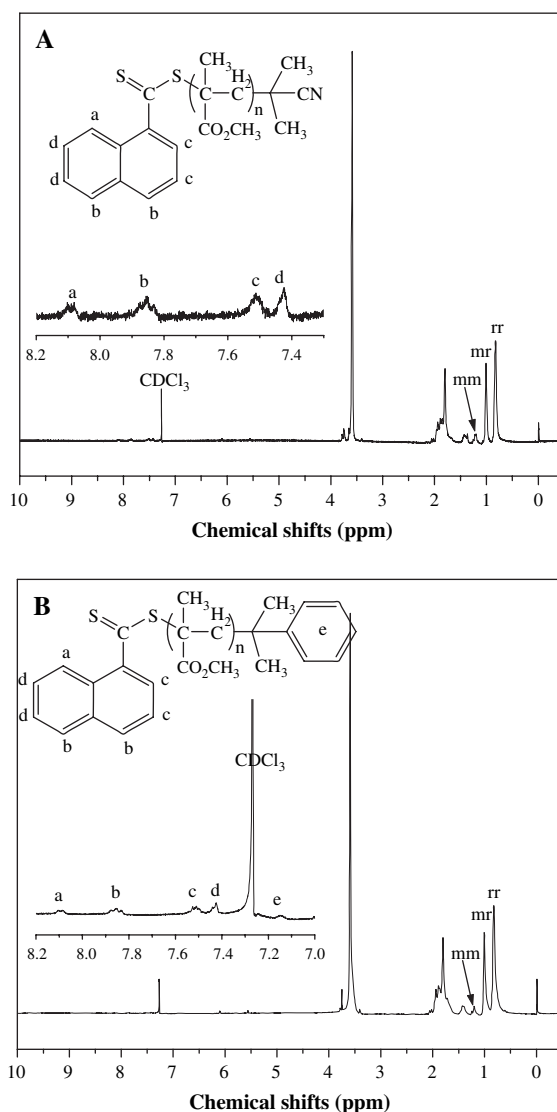 A
S
S
CH₃
H₂
C
C
n
CH₃
CN
CO₂CH₃
CH₃
a
d
c
d
c
b
b
a
b
c
d
8.2 8.0 7.8 7.6 7.4
CDCl₃
mm
mr
rr
10 9 8 7 6 5 4 3 2 1 0
Chemical shifts (ppm)
B
S
S
CH₃
H₂
C
C
n
CH₃
e
CO₂CH₃
CH₃
a
d
c
d
c
b
b
CDCl₃
a
b
c
d
e
8.2 8.0 7.8 7.6 7.4 7.2 7.0
mm
mr
rr
10 9 8 7 6 5 4 3 2 1 0
Chemical shifts (ppm)